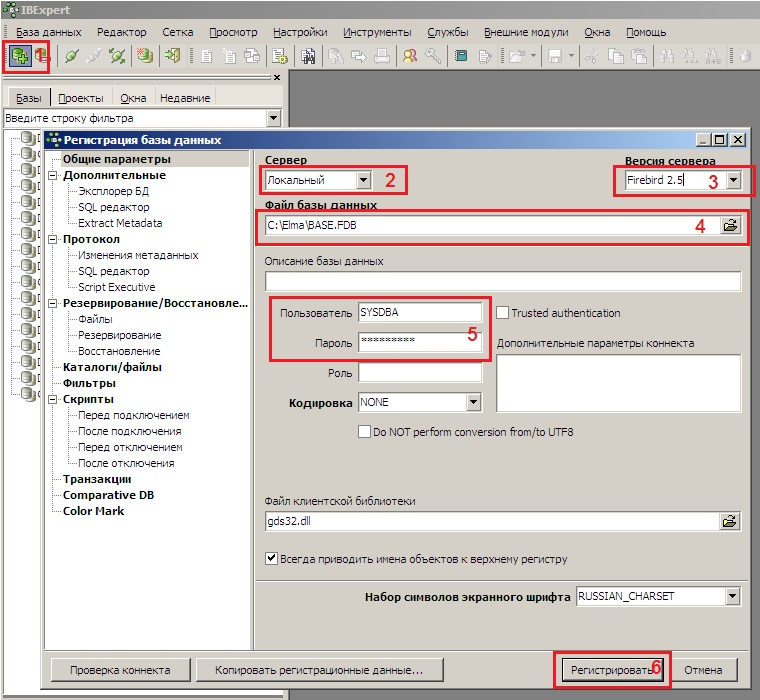 IBExpert
База данных Редактор Сетка Просмотр Настройки Инструменты Службы Внешние модули Окна Помощь
1
Базы Проекты Окна Недавние
Введите строку фильтра
Регистрация базы данных
Общие параметры
Дополнительные
Эксплорер БД
SQL редактор
Extract Metadata
Протокол
Изменения метаданных
SQL редактор
Script Executive
Резервирование/Восстановле...
Файлы
Резервирование
Восстановление
Каталоги/файлы
Фильтры
Скрипты
Перед подключением
После подключения
Перед отключением
После отключения
Транзакции
Comparative DB
Color Mark
Сервер Версия сервера
Локальный 2 Firebird 2.5 3
Файл базы данных
C:\Elma\BASE.FDB 4
Описание базы данных
Пользователь SYSDBA Trusted authentication
5
Пароль ********* Дополнительные параметры коннекта
Роль
Кодировка NONE
Do NOT perform conversion from/to UTF8
Файл клиентской библиотеки
gds32.dll
Всегда приводить имена объектов к верхнему регистру
Набор символов экранного шрифта RUSSIAN_CHARSET
Проверка коннекта Копировать регистрационные данные... Регистрировать 6 Отмена